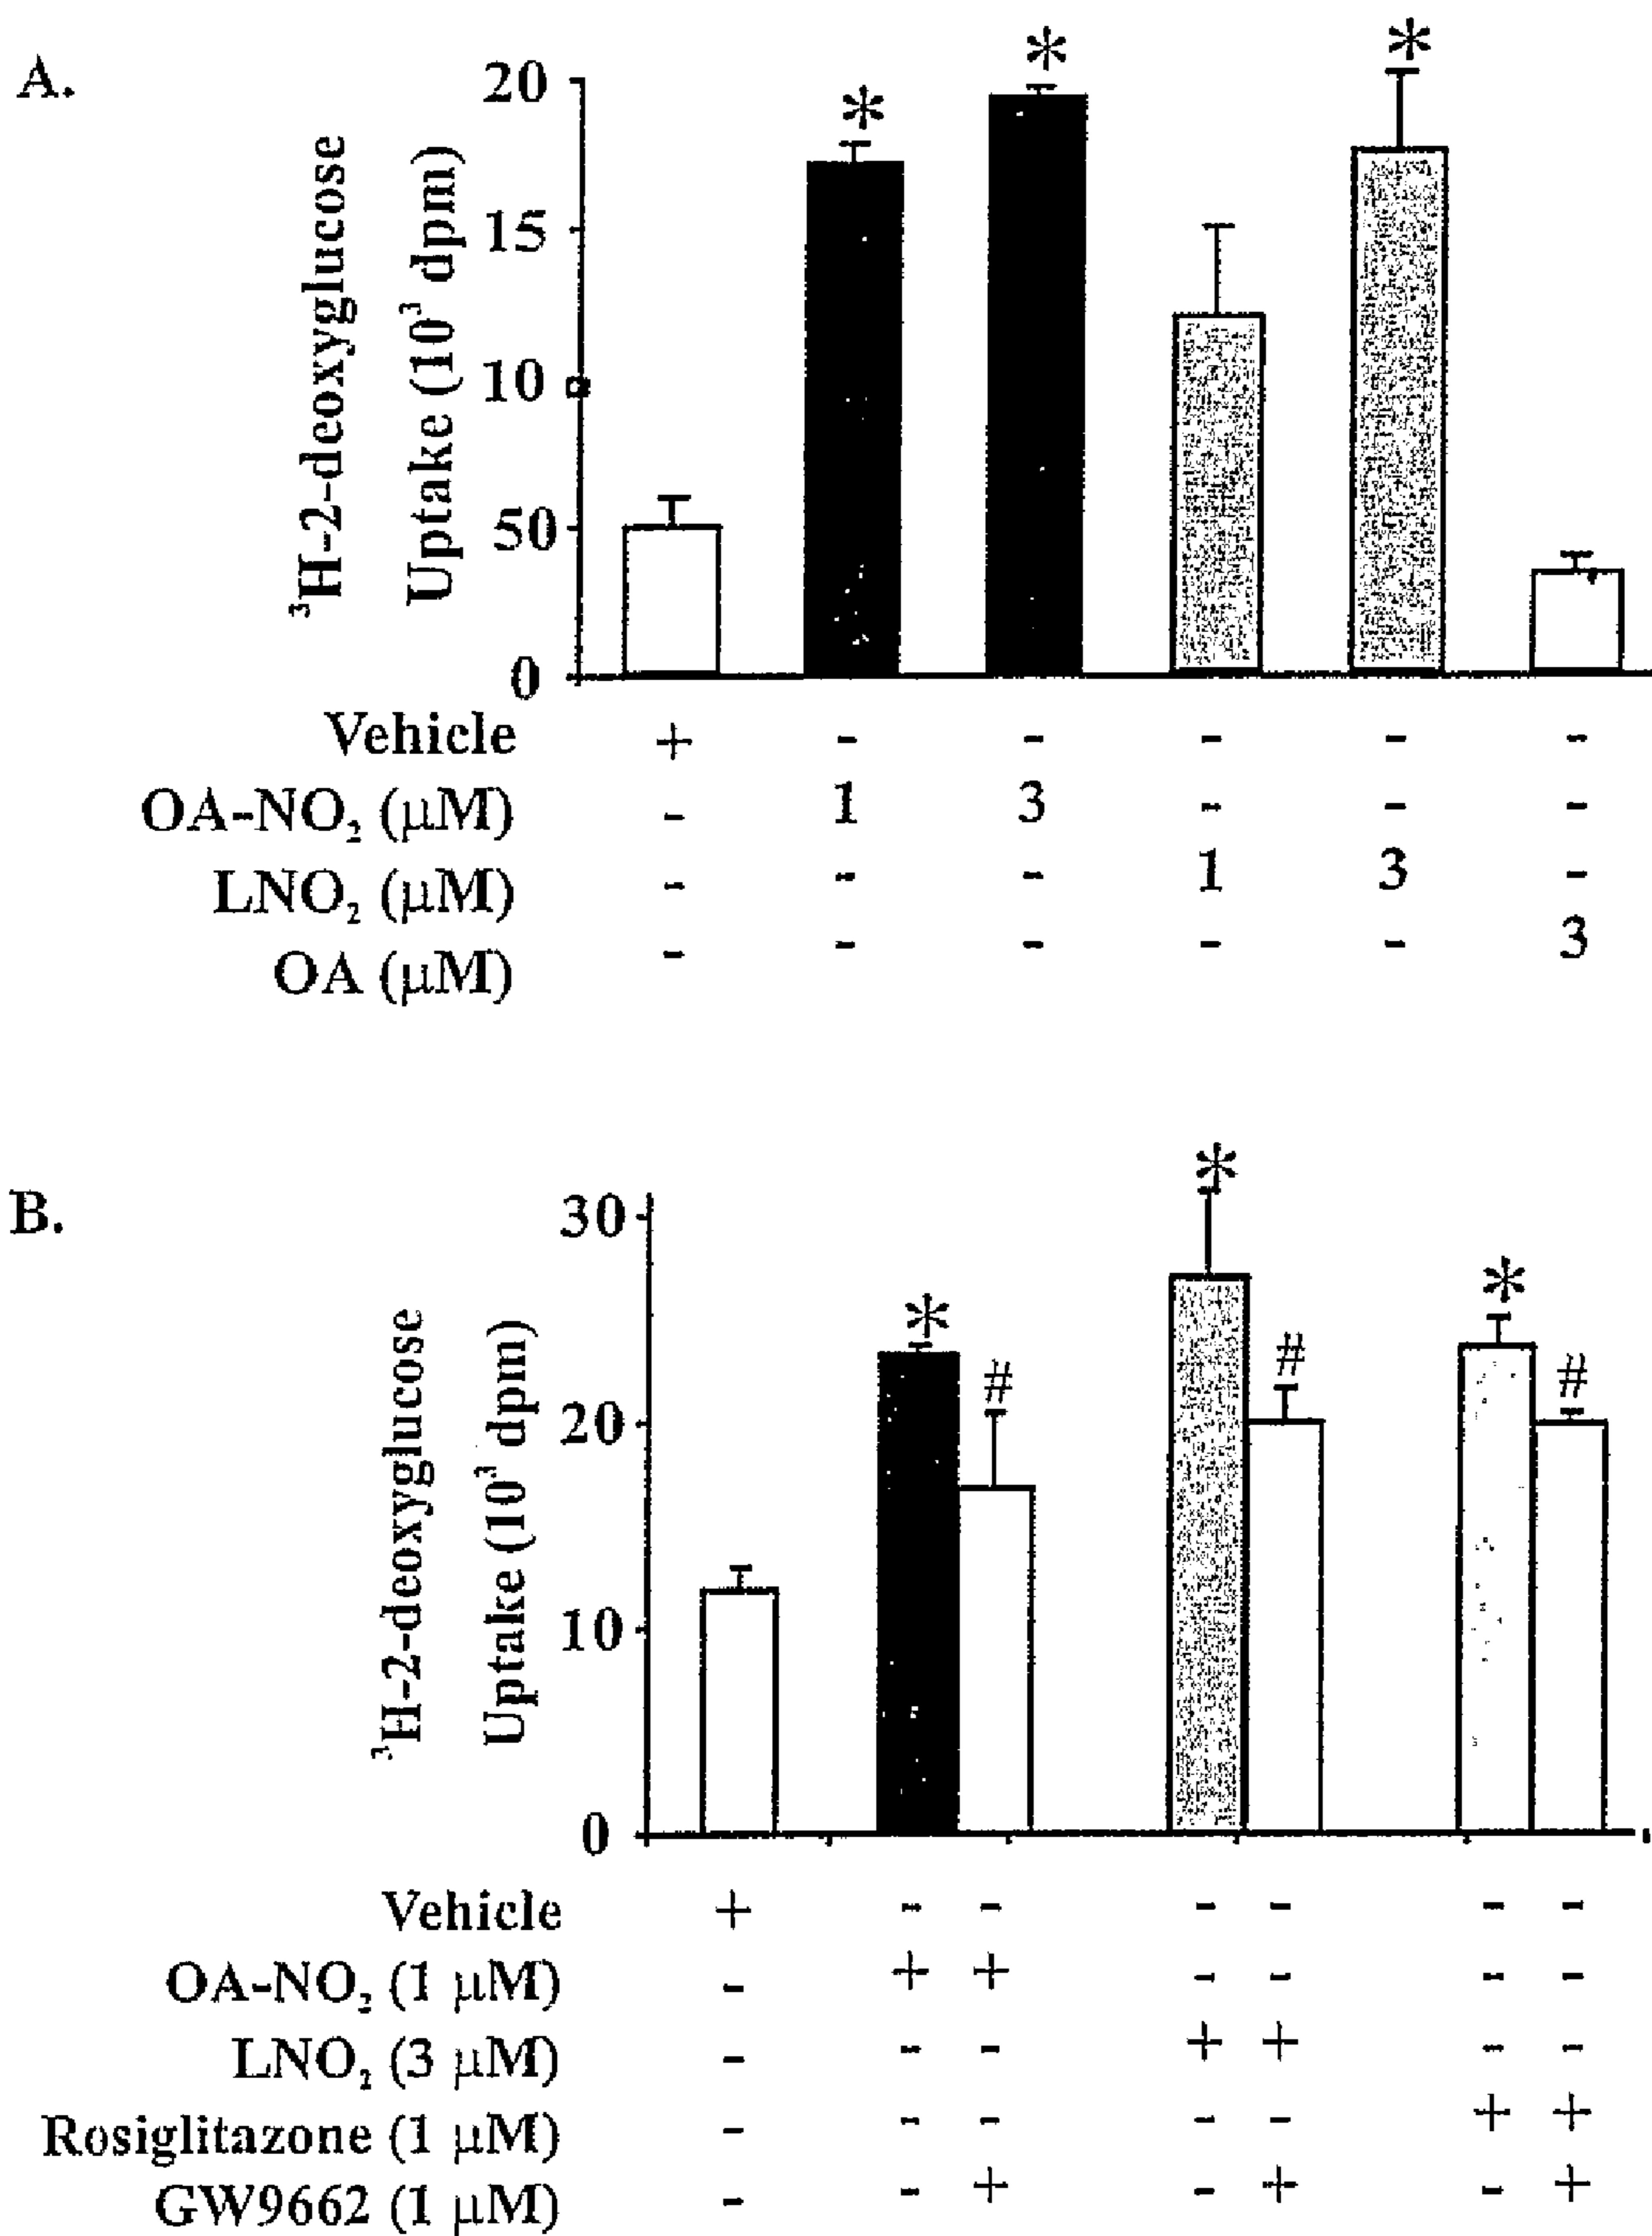 A.
³H-2-deoxyglucose
Uptake (10³ dpm)
20
15
10
50
0
* * *
Vehicle + - - - - -
OA-NO₂ (μM) - 1 3 - - -
LNO₂ (μM) - - - 1 3 -
OA (μM) - - - - - 3
B.
³H-2-deoxyglucose
Uptake (10³ dpm)
30
20
10
0
* # * # * #
Vehicle + - - - - - -
OA-NO₂ (1 μM) - + + - - - -
LNO₂ (3 μM) - - - + + - -
Rosiglitazone (1 μM) - - - - - + +
GW9662 (1 μM) - - + - + - +